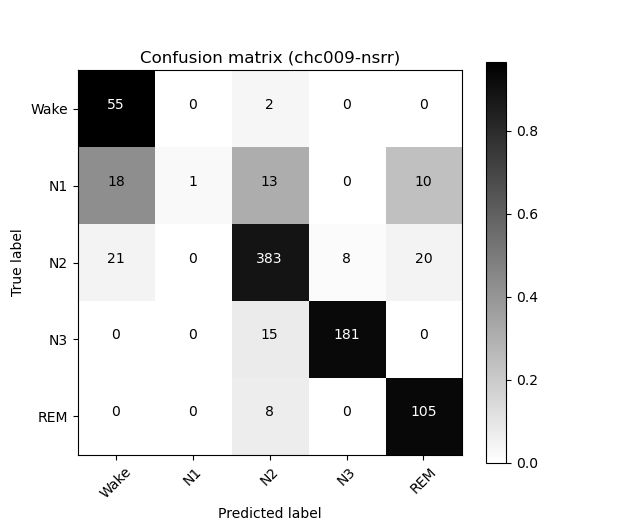 Confusion matrix (chc009-nsrr)
True label
Wake 55 0 2 0 0
N1 18 1 13 0 10
N2 21 0 383 8 20
N3 0 0 15 181 0
REM 0 0 8 0 105
Wake N1 N2 N3 REM
Predicted label
0.8
0.6
0.4
0.2
0.0